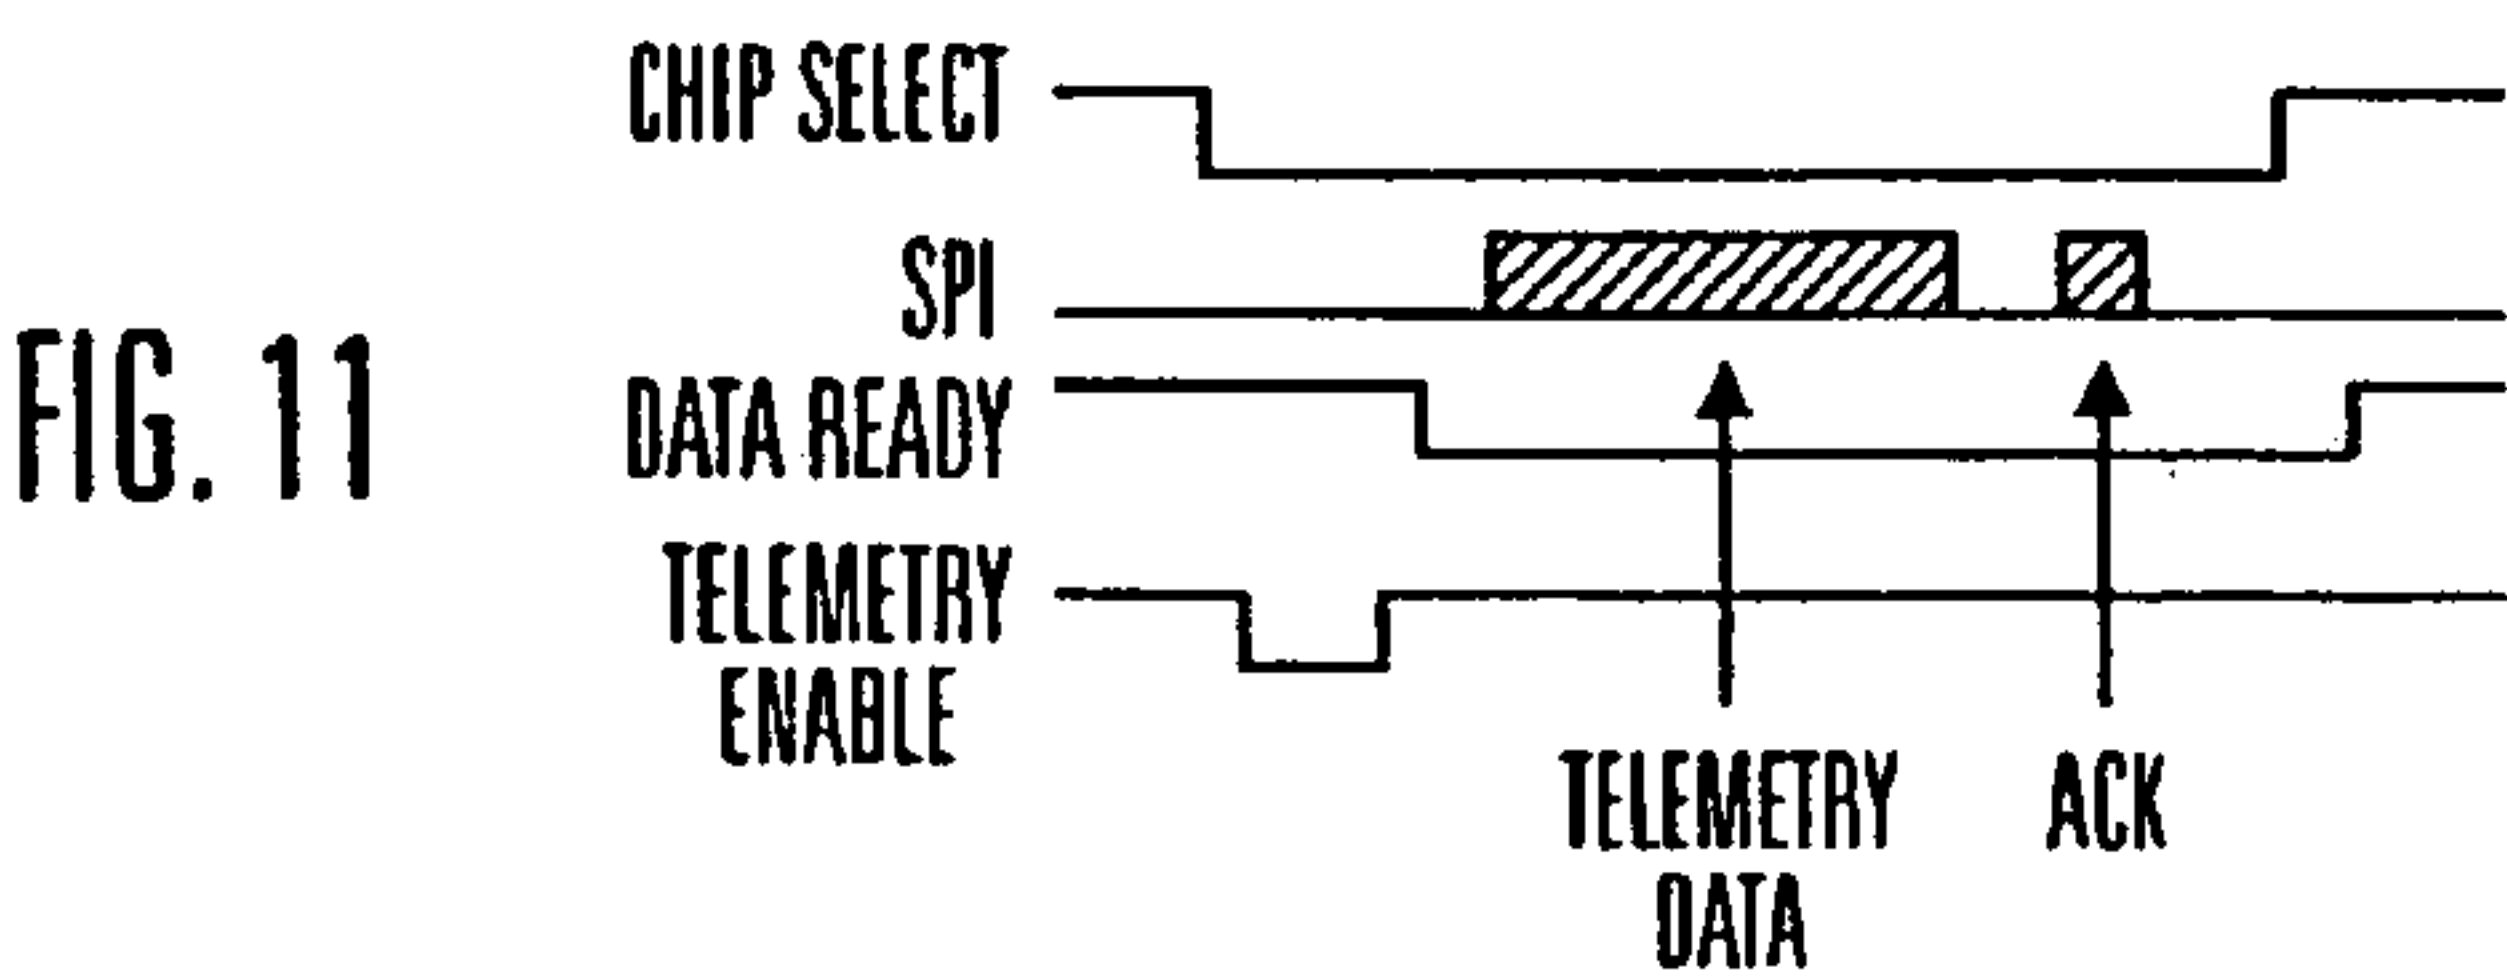 FIG. 11
CHIP SELECT
SPI
DATA READY
TELEMETRY
ENABLE
TELEMETRY
DATA
ACK